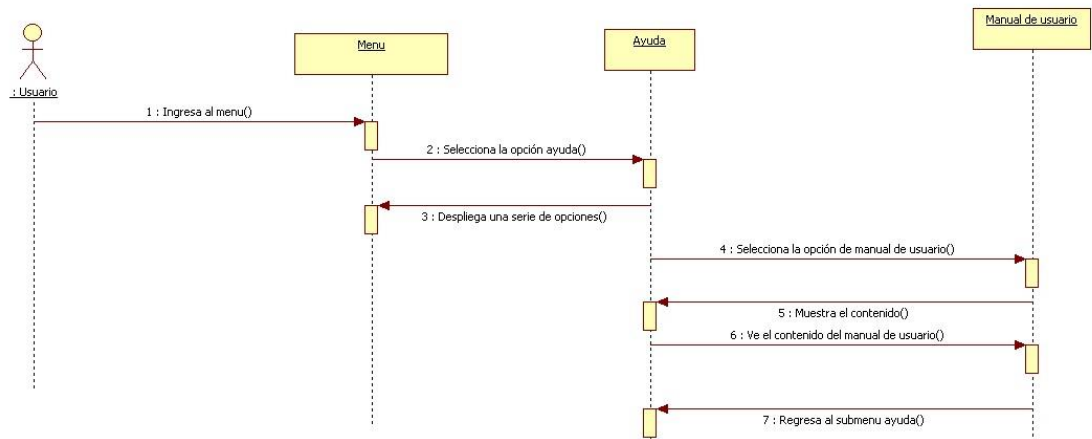 Manual de usuario
Menu
Ayuda
: Usuario
1 : Ingresa al menu()
2 : Selecciona la opción ayuda()
3 : Despliega una serie de opciones()
4 : Selecciona la opción de manual de usuario()
5 : Muestra el contenido()
6 : Ve el contenido del manual de usuario()
7 : Regresa al submenu ayuda()